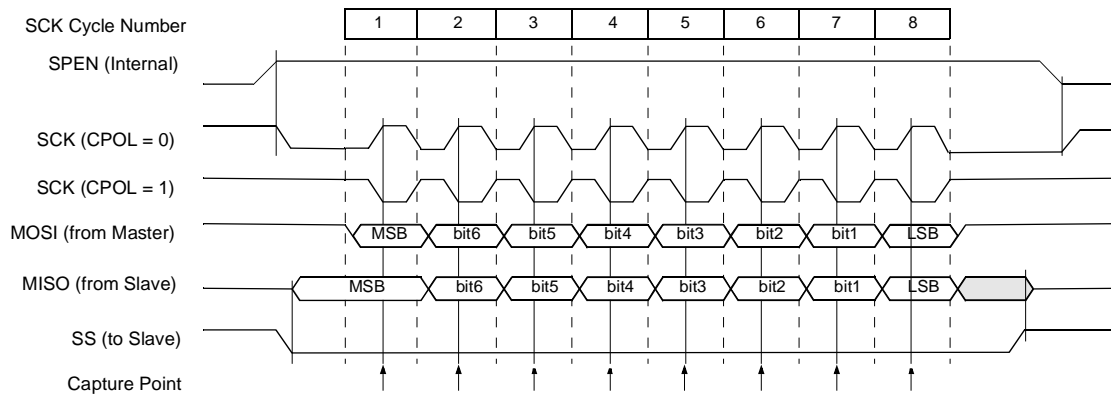 SCK Cycle Number 1 2 3 4 5 6 7 8
SPEN (Internal)
SCK (CPOL = 0)
SCK (CPOL = 1)
MOSI (from Master) MSB bit6 bit5 bit4 bit3 bit2 bit1 LSB
MISO (from Slave) MSB bit6 bit5 bit4 bit3 bit2 bit1 LSB
SS (to Slave)
Capture Point